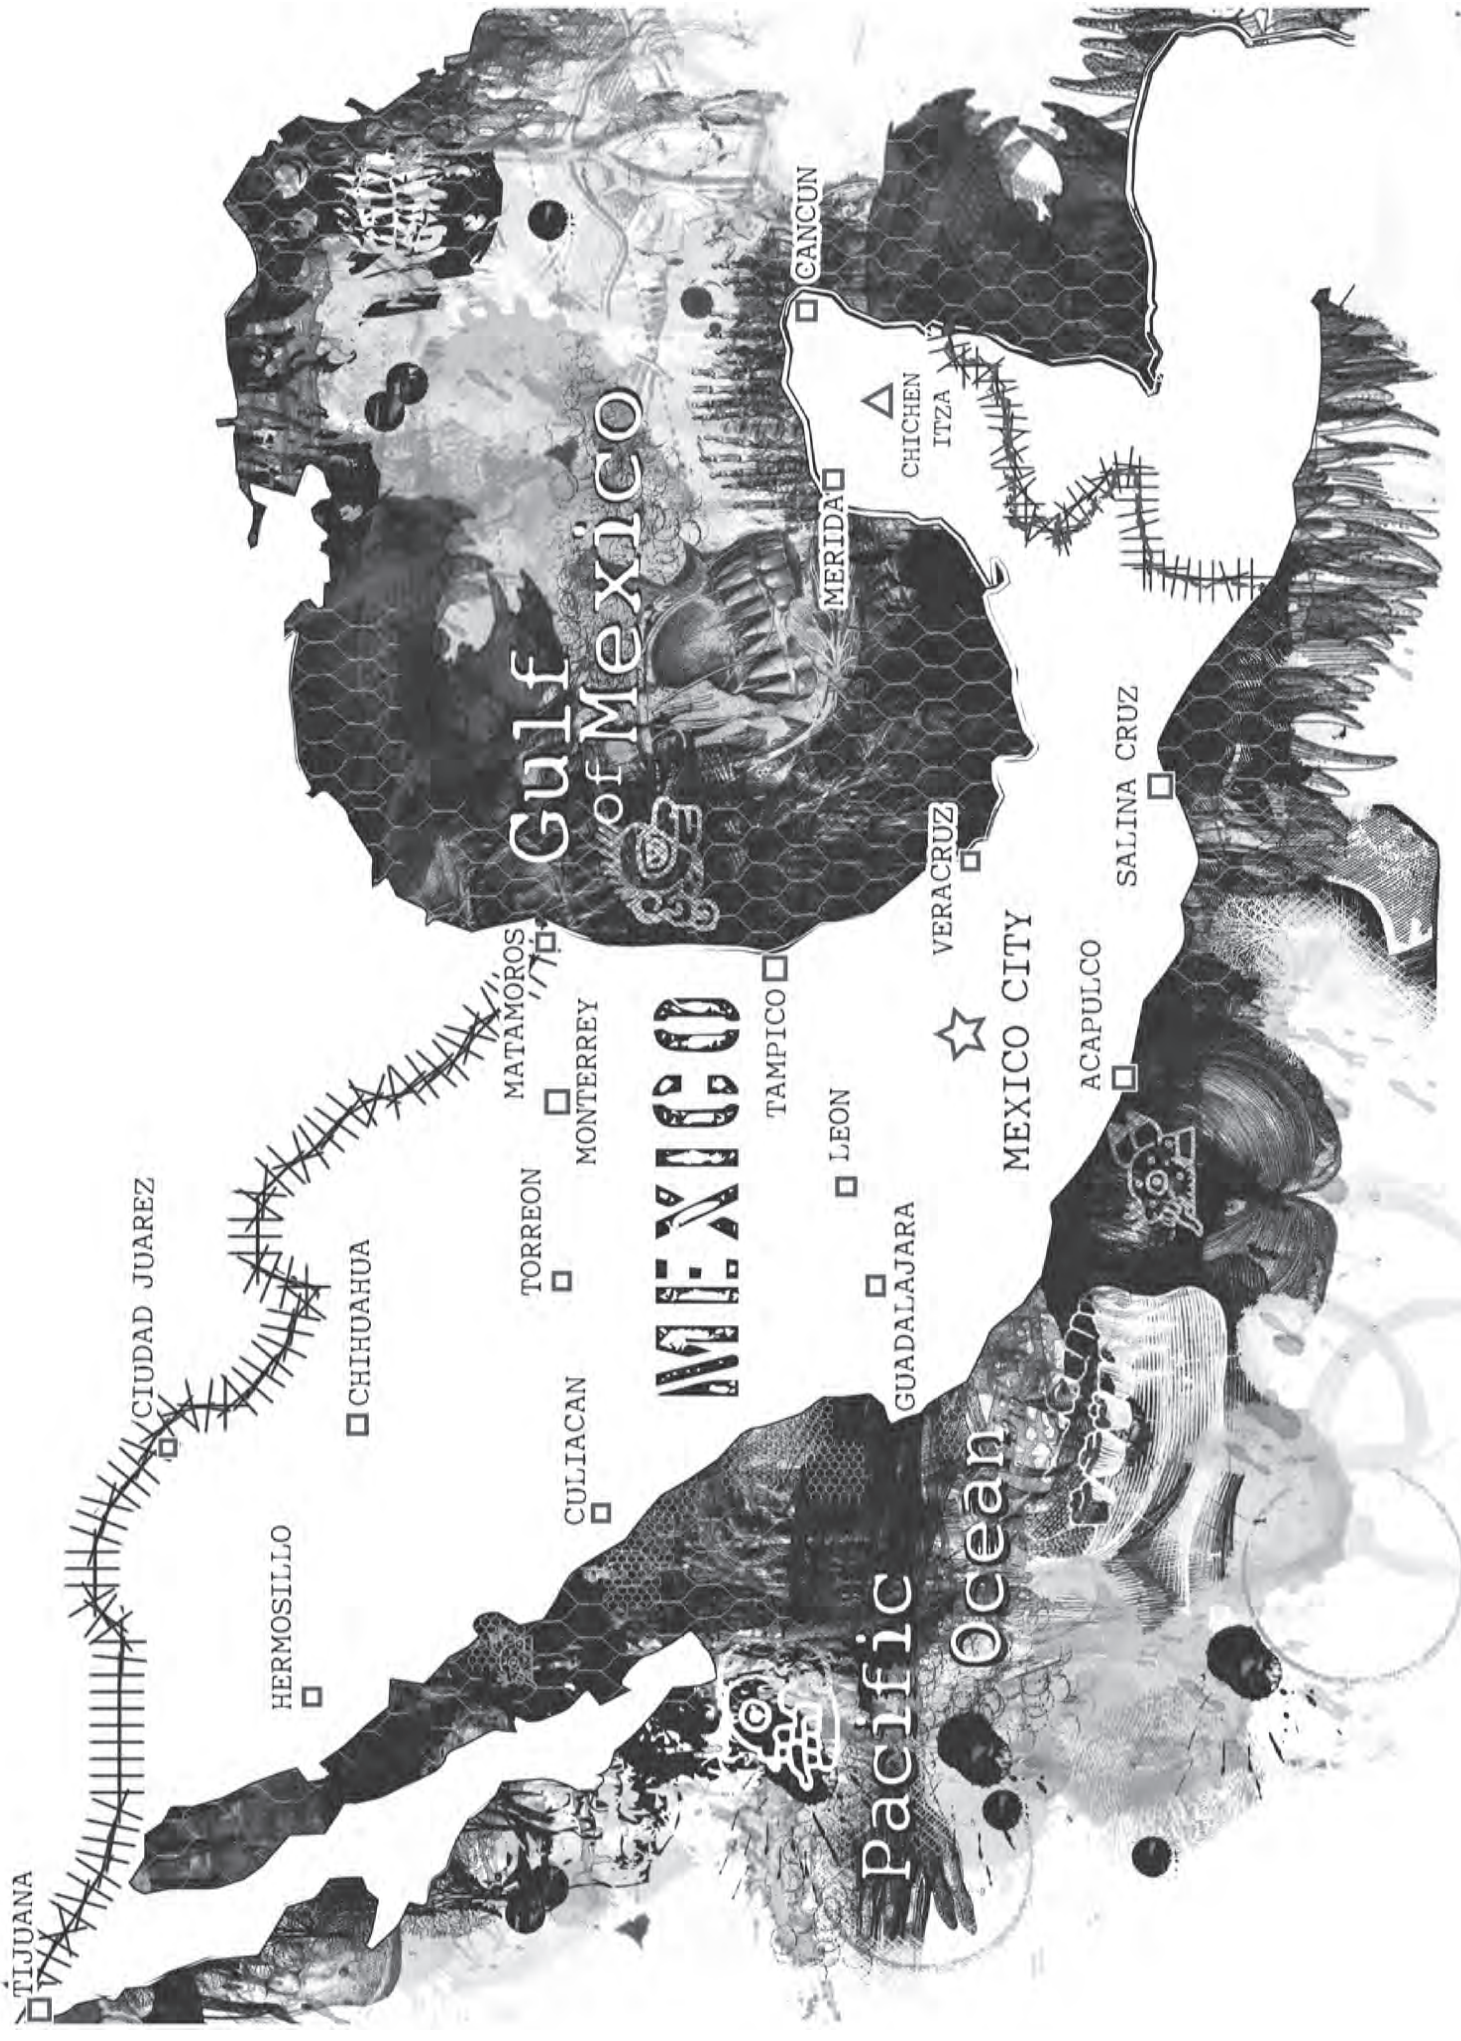 TIJUANA
CIUDAD JUAREZ
HERMOSILLO
CHIHUAHUA
MATAMOROS
MONTERREY
TORREON
CULIACAN
MEXICO
Gulf
of Mexico
TAMPICO
LEON
GUADALAJARA
MERIDA
CANCUN
CHICHEN
ITZA
VERACRUZ
MEXICO CITY
ACAPULCO
SALINA CRUZ
Pacific
Ocean